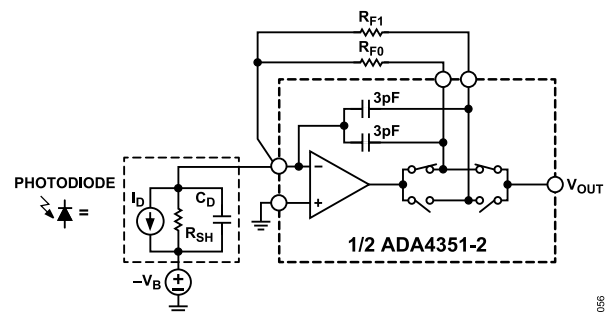 RF1
RF0
3pF
3pF
PHOTODIODE
=
ID
CD
RSH
−
+
VOUT
1/2 ADA4351-2
−VB
+
−
056